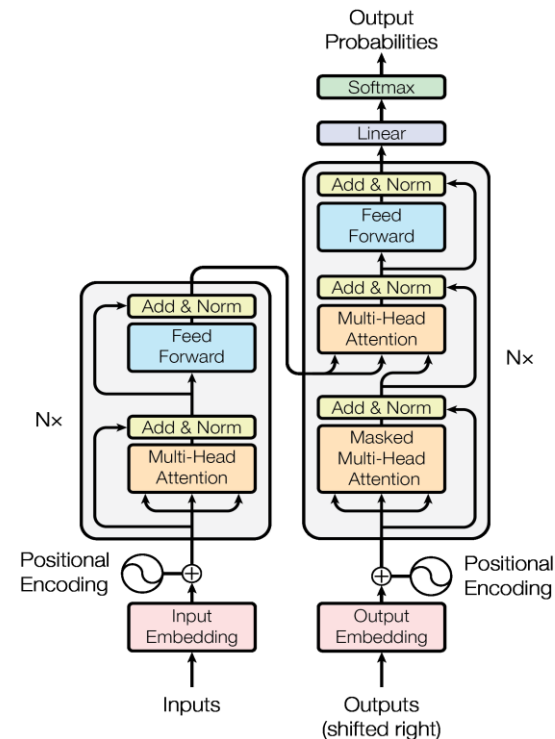 Output
Probabilities
Softmax
Linear
Add & Norm
Feed
Forward
Add & Norm
Multi-Head
Attention
Add & Norm
Masked
Multi-Head
Attention
N×
Add & Norm
Feed
Forward
N×
Add & Norm
Multi-Head
Attention
Positional
Encoding
Positional
Encoding
Input
Embedding
Output
Embedding
Inputs
Outputs
(shifted right)